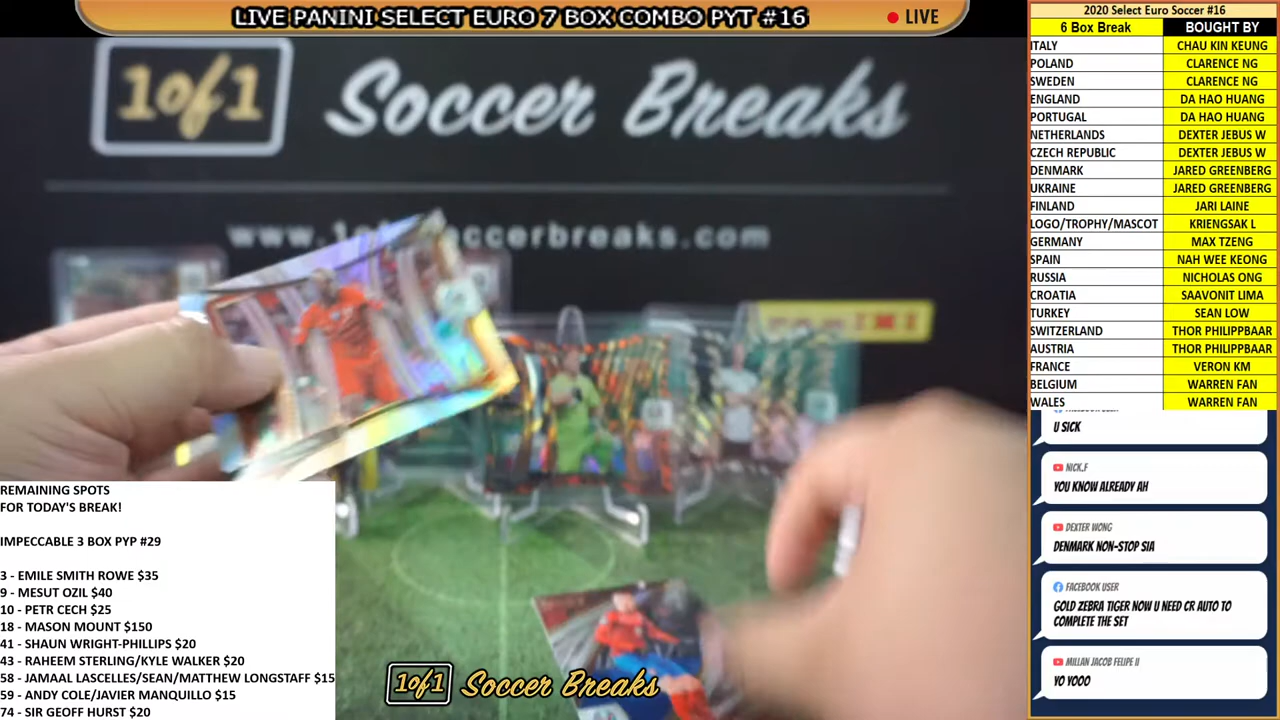 LIVE PANINI SELECT EURO 7 BOX COMBO PYT #16
LIVE
1of1 Soccer Breaks
1of1 Soccer Breaks
REMAINING SPOTS
FOR TODAY'S BREAK!
IMPECCABLE 3 BOX PYP #29
3 - EMILE SMITH ROWE $35
9 - MESUT OZIL $40
10 - PETR CECH $25
18 - MASON MOUNT $150
41 - SHAUN WRIGHT-PHILLIPS $20
43 - RAHEEM STERLING/KYLE WALKER $20
58 - JAMAAL LASCELLES/SEAN/MATTHEW LONGSTAFF $15
59 - ANDY COLE/JAVIER MANQUILLO $15
74 - SIR GEOFF HURST $20
2020 Select Euro Soccer #16
6 Box Break BOUGHT BY
ITALY CHAU KIN KEUNG
POLAND CLARENCE NG
SWEDEN CLARENCE NG
ENGLAND DA HAO HUANG
PORTUGAL DA HAO HUANG
NETHERLANDS DEXTER JEBUS W
CZECH REPUBLIC DEXTER JEBUS W
DENMARK JARED GREENBERG
UKRAINE JARED GREENBERG
FINLAND JARI LAINE
LOGO/TROPHY/MASCOT KRIENGSAK L
GERMANY MAX TZENG
SPAIN NAH WEE KEONG
RUSSIA NICHOLAS ONG
CROATIA SAAVONIT LIMA
TURKEY SEAN LOW
SWITZERLAND THOR PHILIPPBAAR
AUSTRIA THOR PHILIPPBAAR
FRANCE VERON KM
BELGIUM WARREN FAN
WALES WARREN FAN
U SICK
NICK.F
YOU KNOW ALREADY AH
DEXTER WONG
DENMARK NON-STOP SIA
FACEBOOK USER
GOLD ZEBRA TIGER NOW U NEED CR AUTO TO
COMPLETE THE SET
MILLAN JACOB FELIPE II
YO YOOO